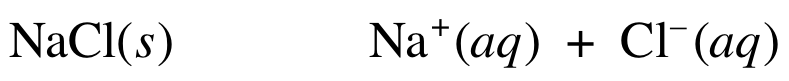 NaCl(s) Na⁺(aq) + Cl⁻(aq)